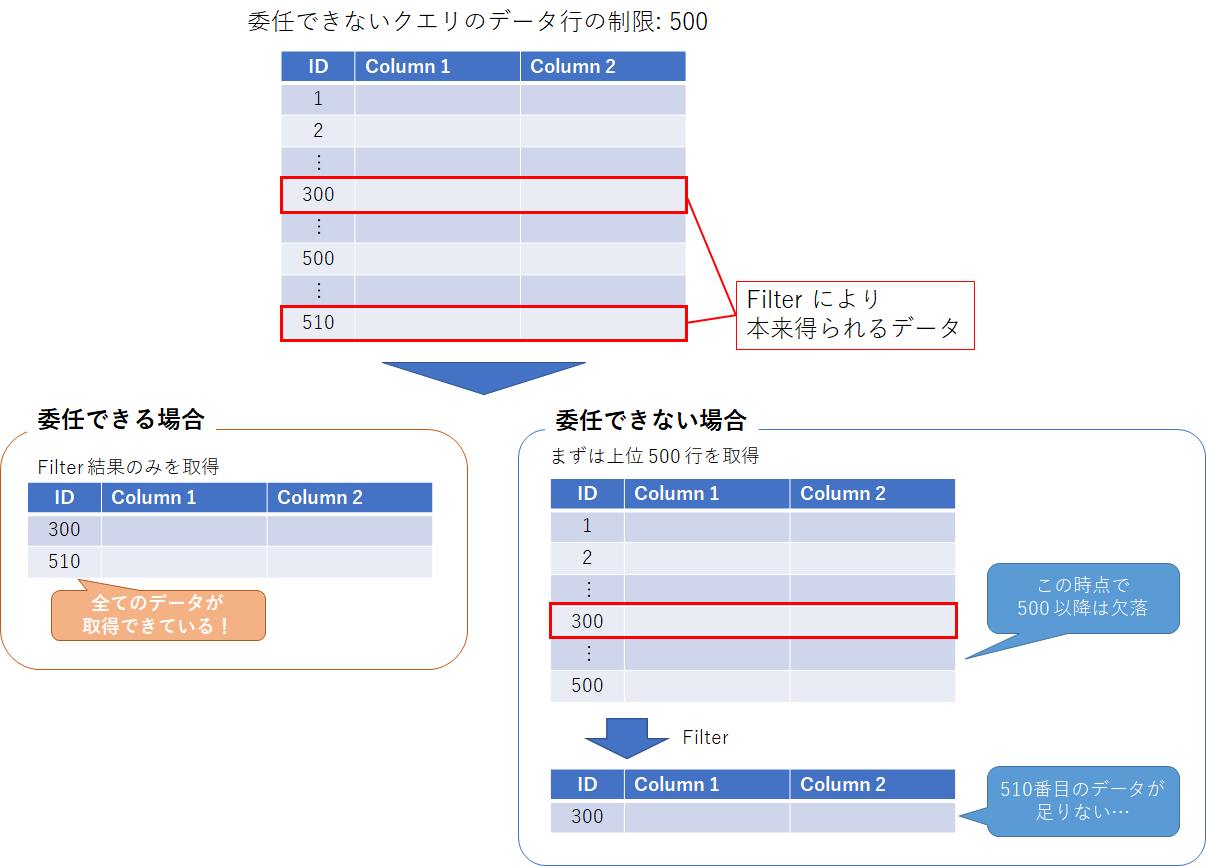 委任できないクエリのデータ行の制限: 500
ID Column 1 Column 2
1
2
⋮
300
⋮
500
⋮
510
Filter により
本来得られるデータ
委任できる場合
Filter 結果のみを取得
ID Column 1 Column 2
300
510
全てのデータが
取得できている！
委任できない場合
まずは上位 500 行を取得
ID Column 1 Column 2
1
2
⋮
300
⋮
500
この時点で
500 以降は欠落
Filter
ID Column 1 Column 2
300
510番目のデータが
足りない…